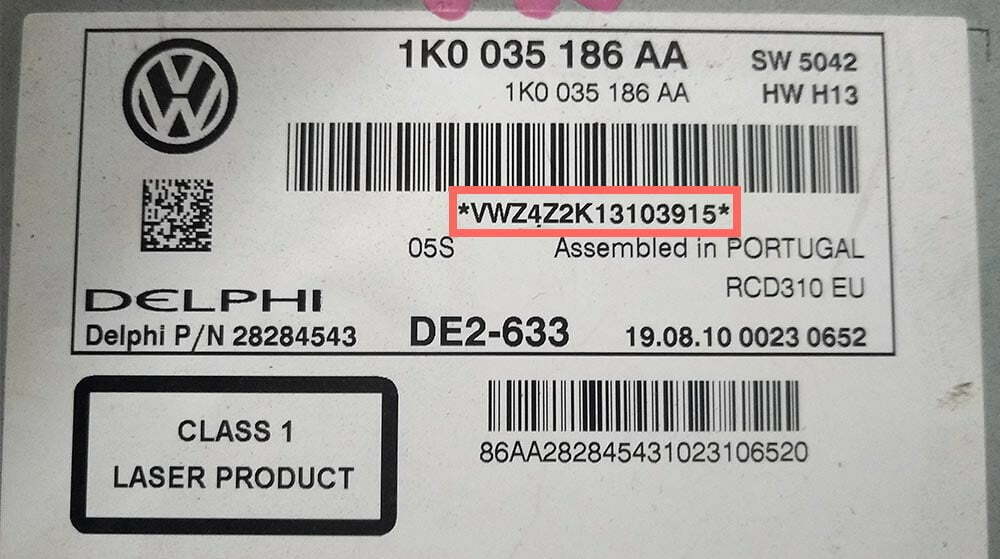 1K0 035 186 AA SW 5042
1K0 035 186 AA HW H13
*VWZ4Z2K13103915*
05S Assembled in PORTUGAL
RCD310 EU
DELPHI
Delphi P/N 28284543 DE2-633 19.08.10 0023 0652
CLASS 1
LASER PRODUCT
86AA282845431023106520